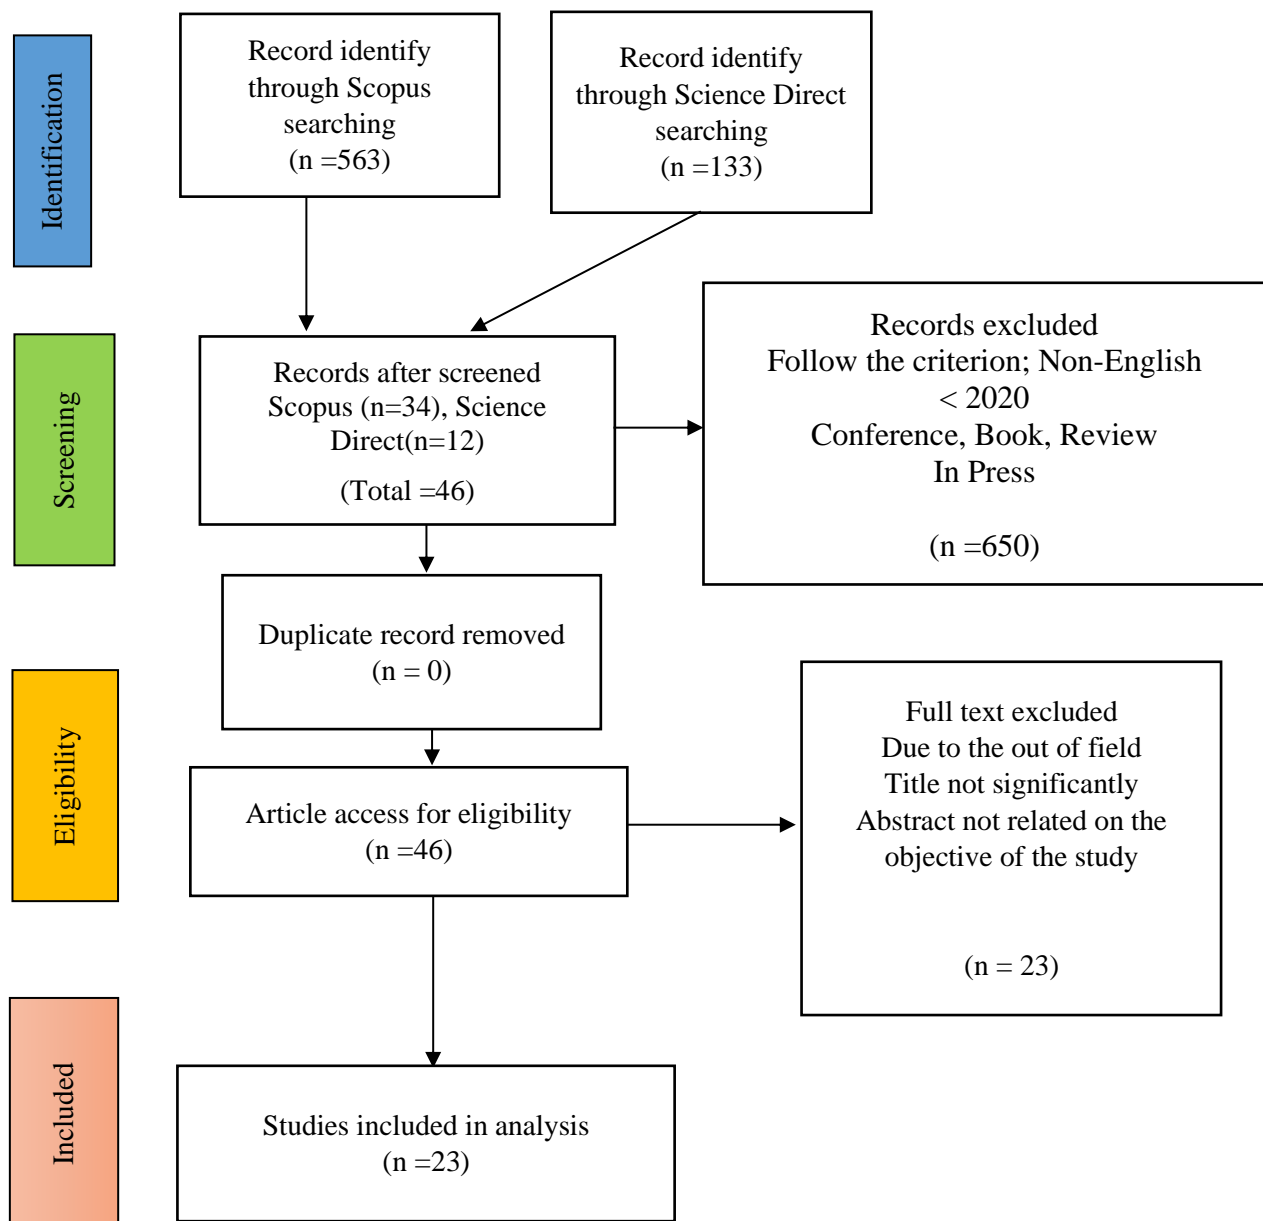 Identification
Record identify
through Scopus
searching
(n =563)
Record identify
through Science Direct
searching
(n =133)
Screening
Records after screened
Scopus (n=34), Science
Direct(n=12)
(Total =46)
Records excluded
Follow the criterion; Non-English
< 2020
Conference, Book, Review
In Press
(n =650)
Duplicate record removed
(n = 0)
Eligibility
Article access for eligibility
(n =46)
Full text excluded
Due to the out of field
Title not significantly
Abstract not related on the
objective of the study
(n = 23)
Included
Studies included in analysis
(n =23)